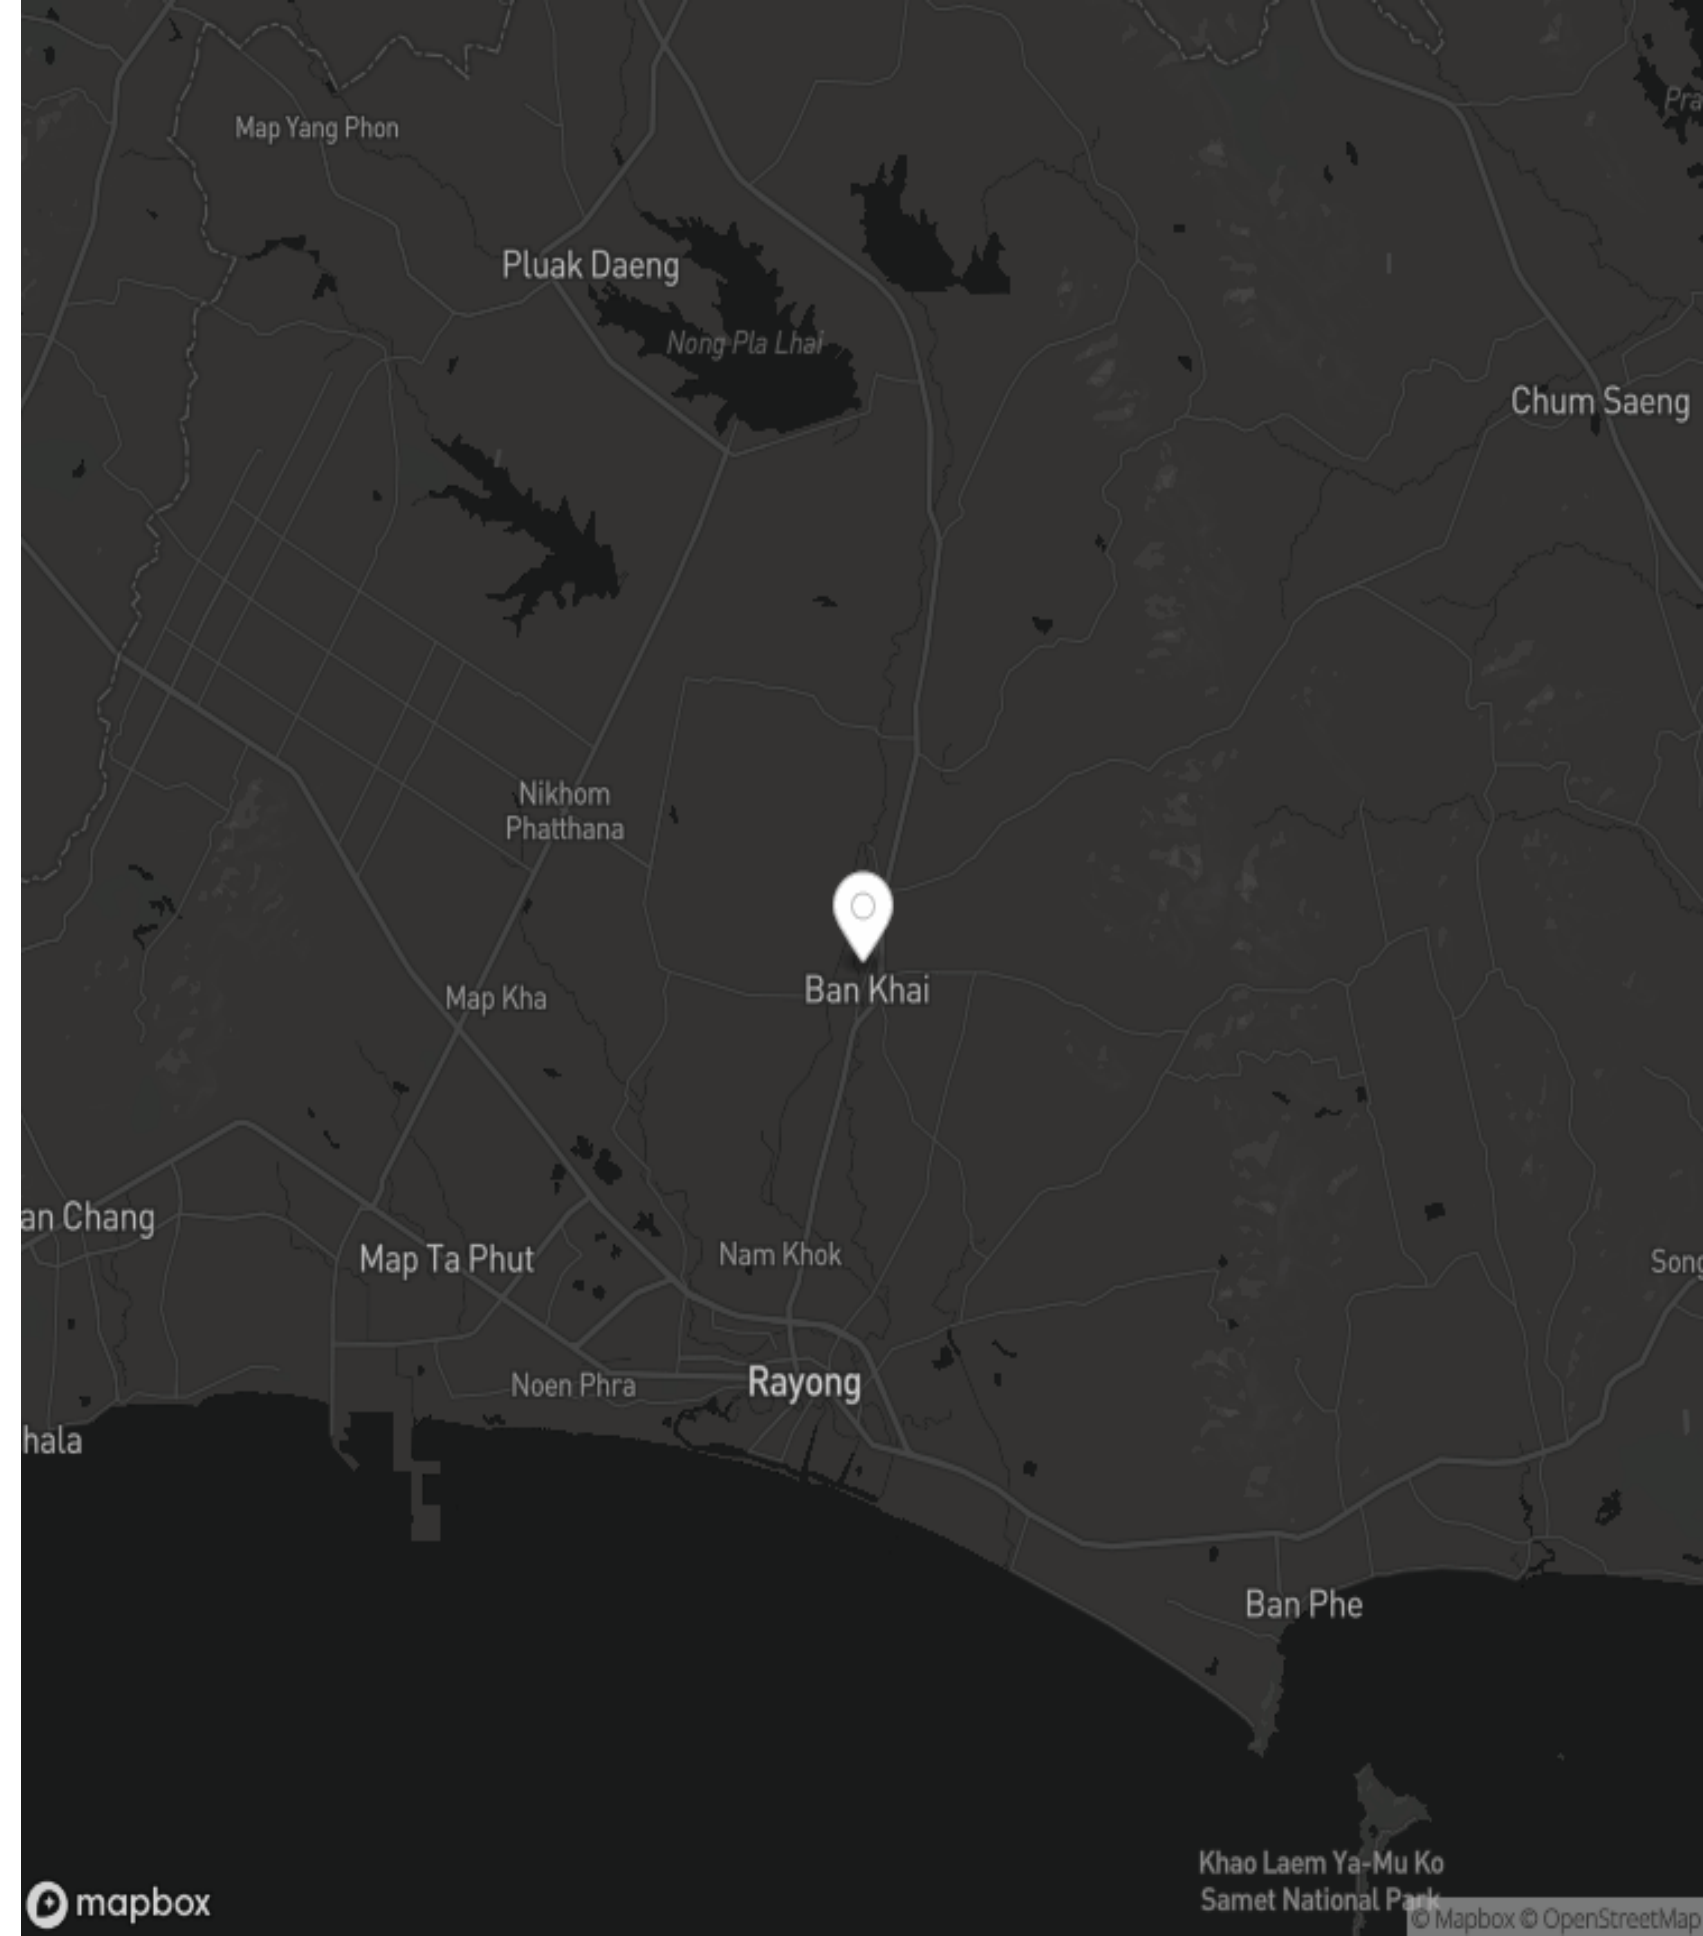 Map Yang Phon
Pra
Pluak Daeng
Nong Pla Lhai
Chum Saeng
Nikhom
Phatthana
Ban Khai
Map Kha
an Chang
Map Ta Phut
Nam Khok
Song
Noen Phra
Rayong
hala
Ban Phe
Khao Laem Ya-Mu Ko
Samet National Park
mapbox
© Mapbox © OpenStreetMap